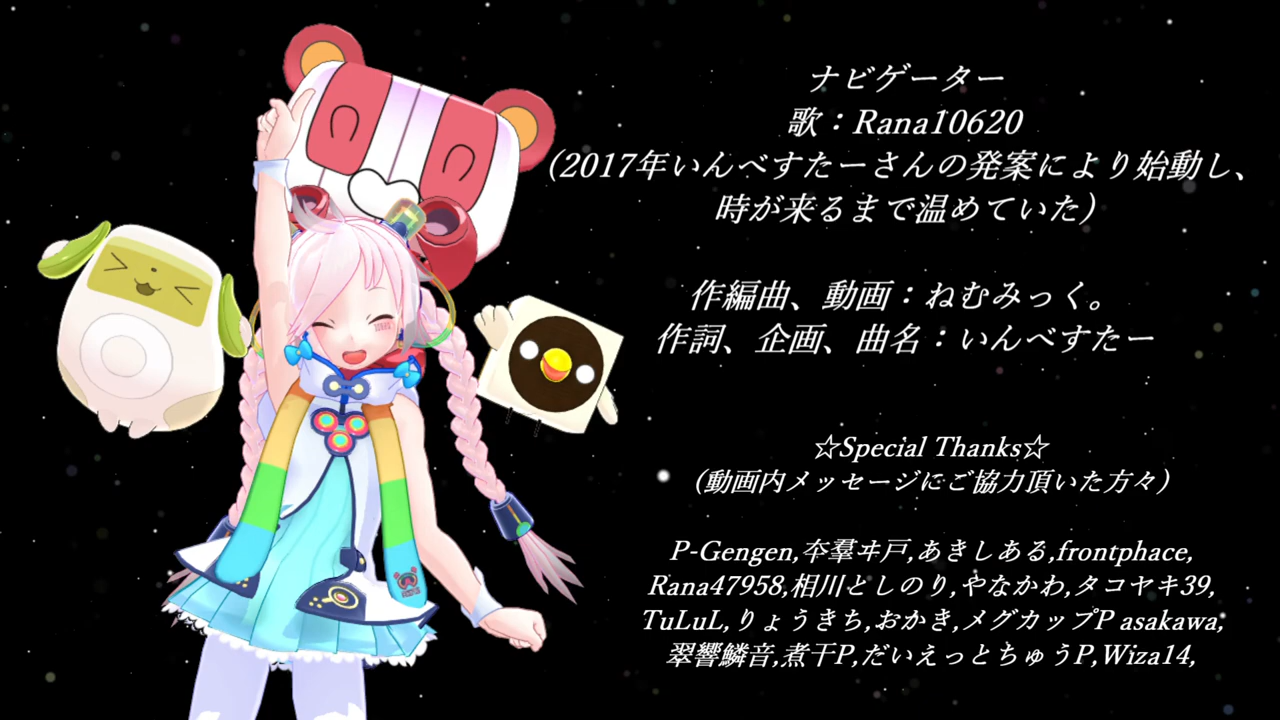 ナビゲーター
歌：Rana10620
(2017年いんべすたーさんの発案により始動し、
時が来るまで温めていた)
作編曲、動画：ねむみっく。
作詞、企画、曲名：いんべすたー
☆Special Thanks☆
(動画内メッセージにご協力頂いた方々)
P-Gengen,夲羣ヰ戸,あきしある,frontphace,
Rana47958,相川としのり,やなかわ,タコヤキ39,
TuLuL,りょうきち,おかき,メグカップP asakawa,
翠響鱗音,煮干P,だいえっとちゅうP,Wiza14,